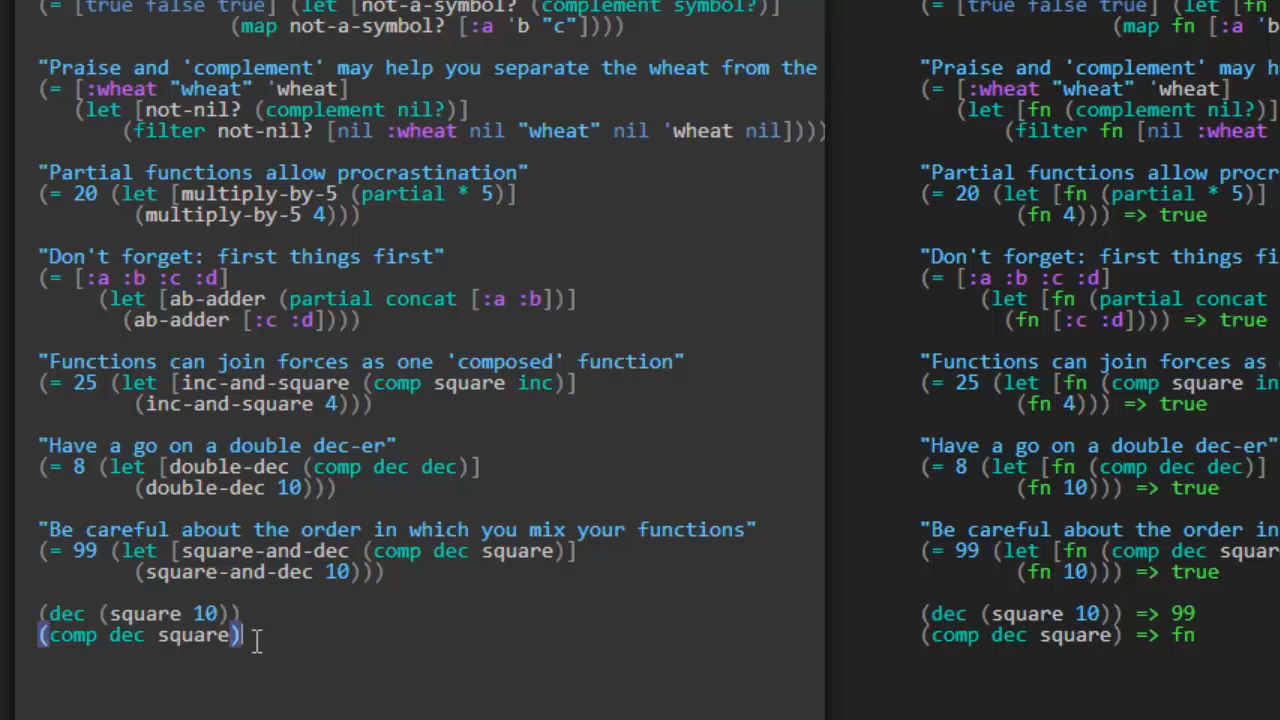 (= [true false true] (let [not-a-symbol? (complement symbol?)]
(map not-a-symbol? [:a 'b "c"])))
"Praise and 'complement' may help you separate the wheat from the
(= [:wheat "wheat" 'wheat]
(let [not-nil? (complement nil?)]
(filter not-nil? [nil :wheat nil "wheat" nil 'wheat nil])))
"Partial functions allow procrastination"
(= 20 (let [multiply-by-5 (partial * 5)]
(multiply-by-5 4)))
"Don't forget: first things first"
(= [:a :b :c :d]
(let [ab-adder (partial concat [:a :b])]
(ab-adder [:c :d])))
"Functions can join forces as one 'composed' function"
(= 25 (let [inc-and-square (comp square inc)]
(inc-and-square 4)))
"Have a go on a double dec-er"
(= 8 (let [double-dec (comp dec dec)]
(double-dec 10)))
"Be careful about the order in which you mix your functions"
(= 99 (let [square-and-dec (comp dec square)]
(square-and-dec 10)))
(dec (square 10))
(comp dec square)
(= [true false true] (let [fn
(map fn [:a 'b
"Praise and 'complement' may h
(= [:wheat "wheat" 'wheat]
(let [fn (complement nil?)]
(filter fn [nil :wheat
"Partial functions allow procr
(= 20 (let [fn (partial * 5)]
(fn 4))) => true
"Don't forget: first things fi
(= [:a :b :c :d]
(let [fn (partial concat
(fn [:c :d]))) => true
"Functions can join forces as
(= 25 (let [fn (comp square in
(fn 4))) => true
"Have a go on a double dec-er"
(= 8 (let [fn (comp dec dec)]
(fn 10))) => true
"Be careful about the order in
(= 99 (let [fn (comp dec squar
(fn 10))) => true
(dec (square 10)) => 99
(comp dec square) => fn